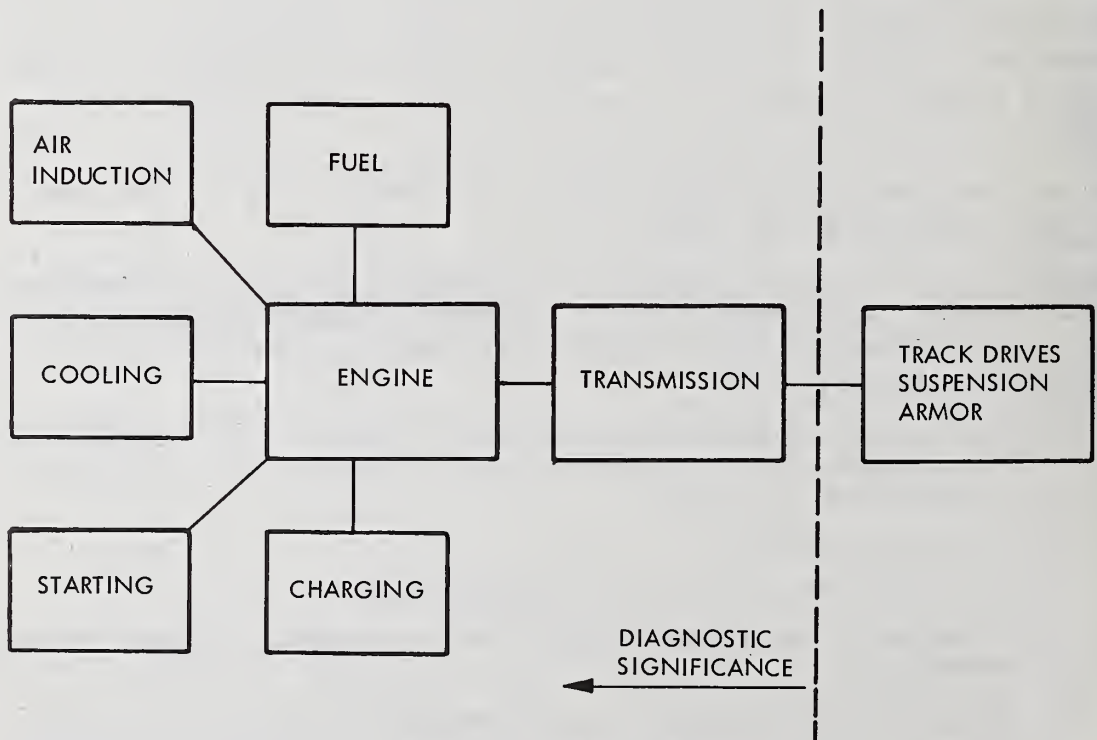 AIR
INDUCTION
FUEL
COOLING
ENGINE
TRANSMISSION
TRACK DRIVES
SUSPENSION
ARMOR
STARTING
CHARGING
DIAGNOSTIC
SIGNIFICANCE